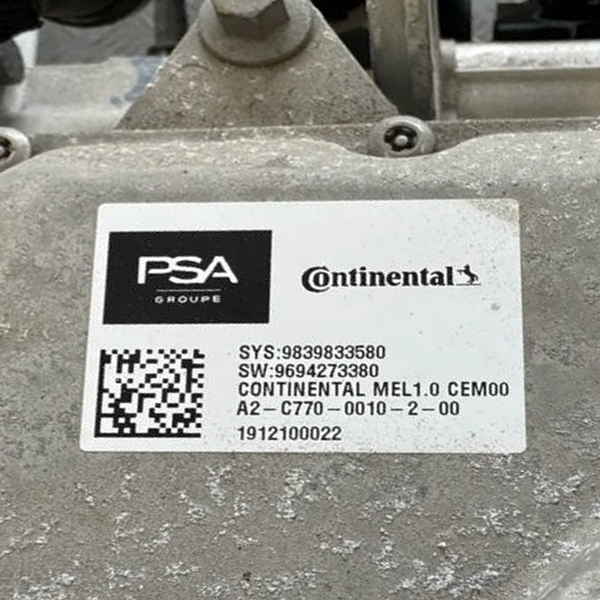 PSA
GROUPE
Continental
SYS:9839833580
SW:9694273380
CONTINENTAL MEL1.0 CEM00
A2-C770-0010-2-00
1912100022